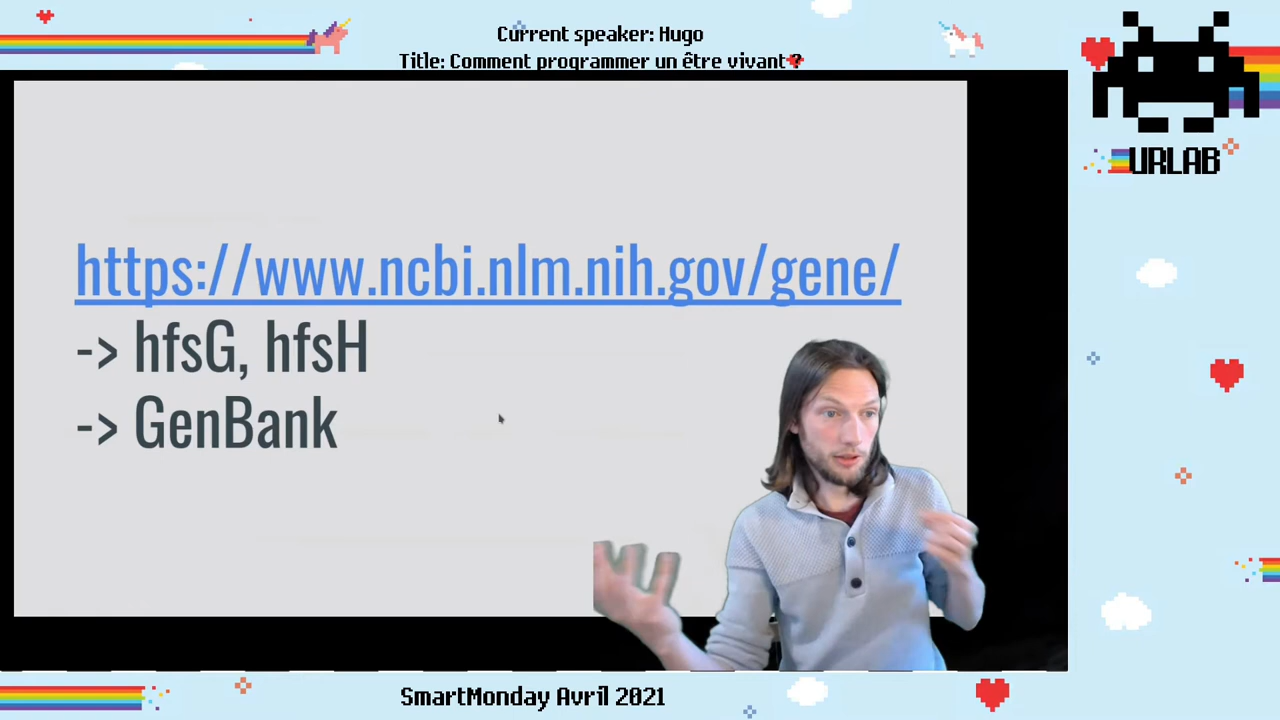 Current speaker: Hugo
Title: Comment programmer un être vivant ?
URLAB
https://www.ncbi.nlm.nih.gov/gene/
-> hfsG, hfsH
-> GenBank
SmartMonday Avril 2021